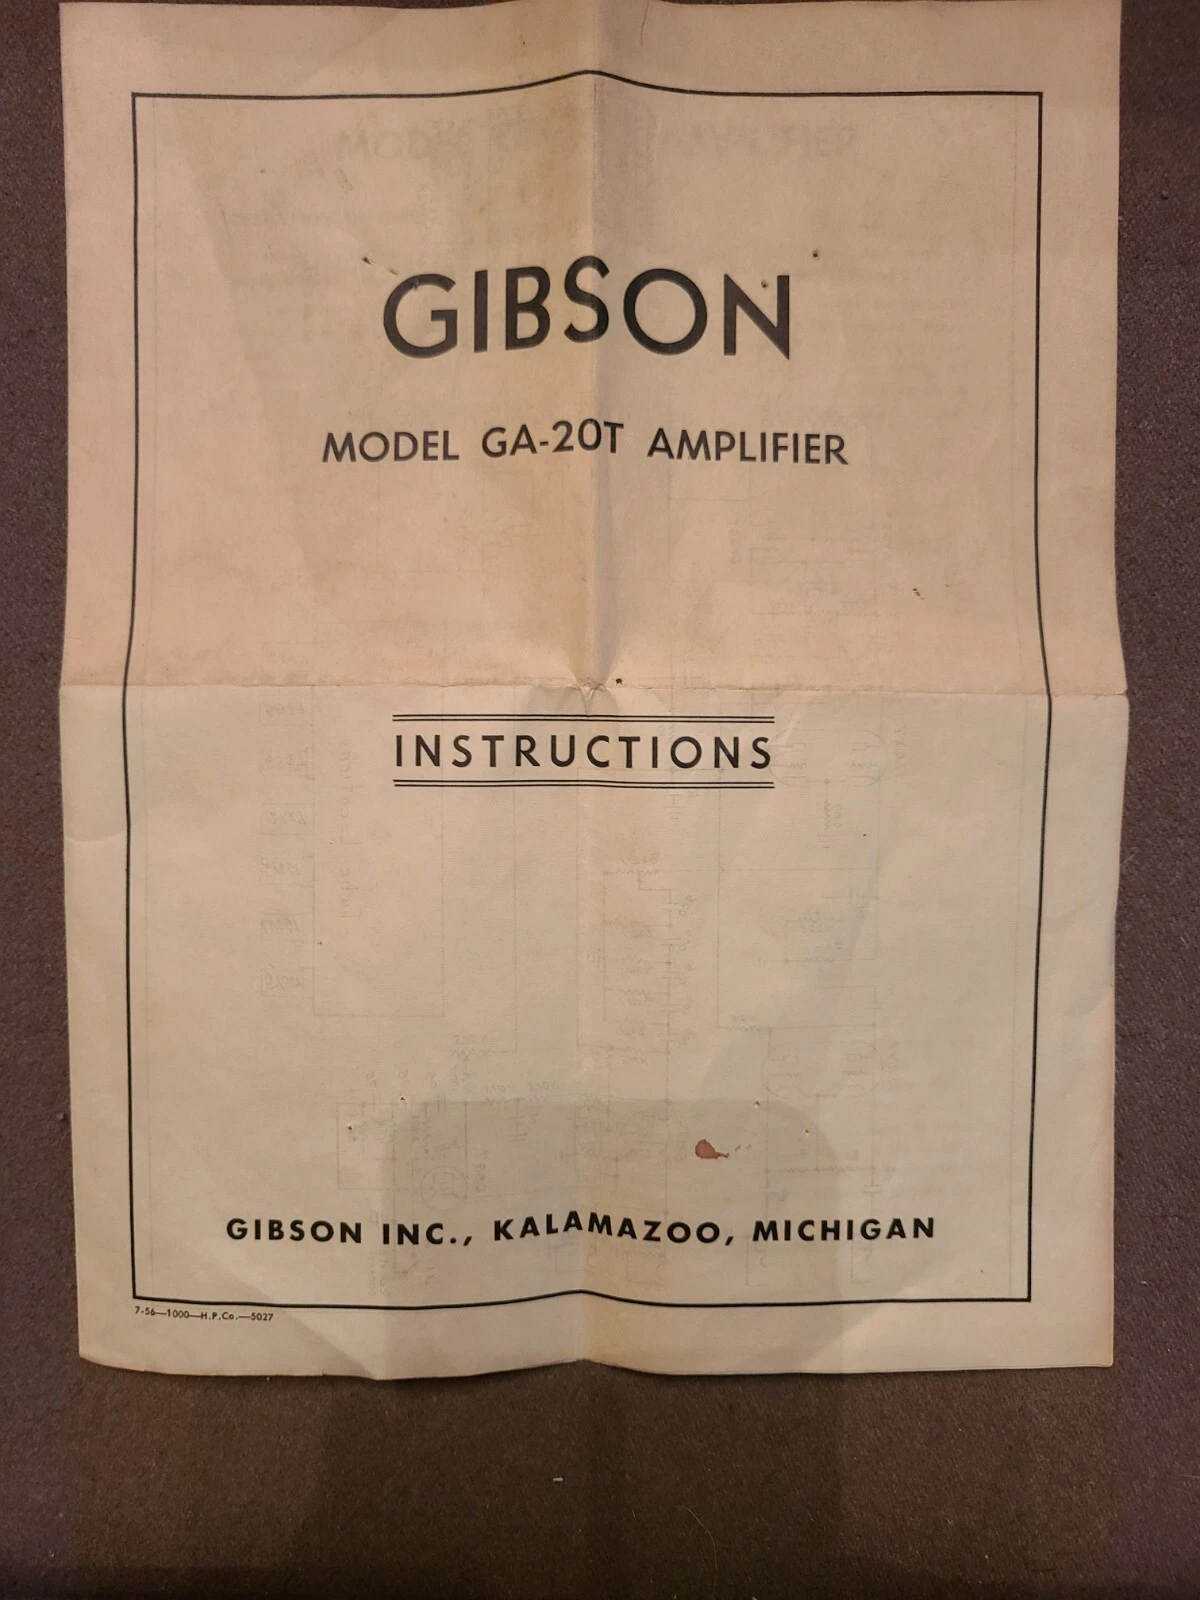 GIBSON
MODEL GA-20T AMPLIFIER
INSTRUCTIONS
GIBSON INC., KALAMAZOO, MICHIGAN
7-56—1000—H.P.Co.—5027